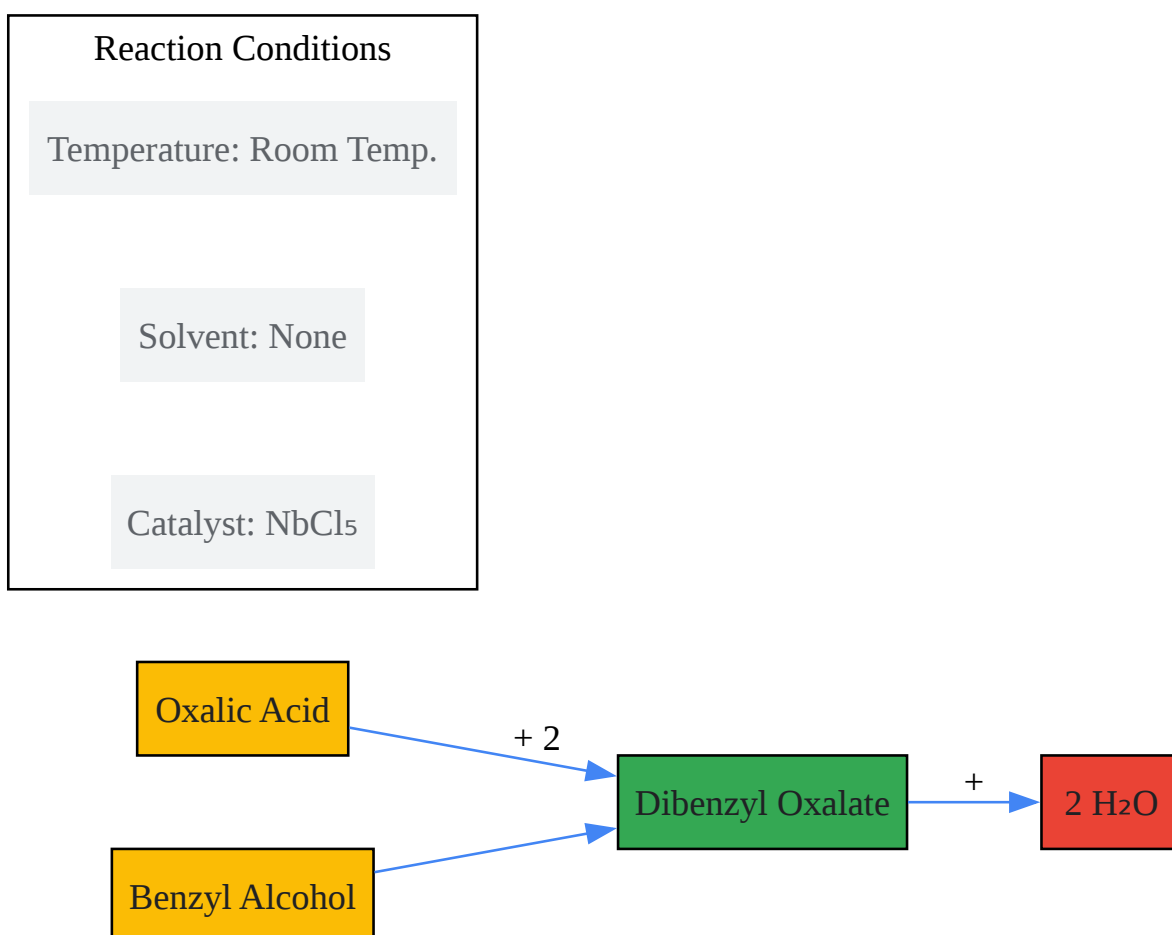 Reaction Conditions
Temperature: Room Temp.
Solvent: None
Catalyst: NbCl₅
Oxalic Acid
+ 2
Dibenzyl Oxalate
+
2 H₂O
Benzyl Alcohol